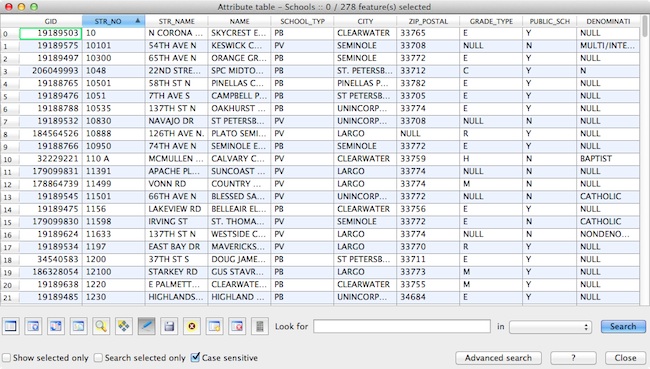 Attribute table - Schools :: 0 / 278 feature(s) selected
GID STR_NO STR_NAME NAME SCHOOL_TYP CITY ZIP_POSTAL GRADE_TYPE PUBLIC_SCH DENOMINATI
0 19189503 10 N CORONA ... SKYCREST E... PB CLEARWATER 33765 E Y NULL
1 19189575 10101 54TH AVE N KESWICK C... PV SEMINOLE 33708 NULL N MULTI/INTE...
2 19189497 10300 65TH AVE N ORANGE GR... PB SEMINOLE 33772 E Y NULL
3 206049993 1048 22ND STRE... SPC MIDTO... PB ST. PETERS... 33712 C Y N
4 19188765 10501 58TH ST N PINELLAS C... PB PINELLAS P... 33782 E Y NULL
5 19189476 1051 7TH AVE S CAMPBELL P... PB ST PETERSB... 33705 E Y NULL
6 19188788 10535 137TH ST N OAKHURST ... PB UNINCORP... 33774 E Y NULL
7 19189532 10830 NAVAJO DR ST PETERSB... PV UNINCORP... 33708 NULL N NULL
8 184564526 10888 126TH AVE N. PLATO SEMI... PB LARGO NULL R Y NULL
9 19188766 10950 74TH AVE N SEMINOLE E... PB SEMINOLE 33772 E Y NULL
10 32229221 110 A MCMULLEN ... CALVARY C... PV CLEARWATER 33759 H N BAPTIST
11 179099831 11391 APACHE PL... SUNCOAST ... PV LARGO 33774 NULL N NULL
12 178864739 11499 VONN RD COUNTRY ... PV LARGO 33774 NULL N NULL
13 19189545 11501 66TH AVE N BLESSED SA... PV UNINCORP... 33772 NULL N CATHOLIC
14 19189475 1156 LAKEVIEW RD BELLEAIR EL... PB CLEARWATER 33756 E Y NULL
15 179099830 11598 IRVING ST ST. THOMA... PV SEMINOLE 33772 E N CATHOLIC
16 19189624 11633 137TH ST N WESTSIDE C... PV LARGO 33774 NULL N NONDENO...
17 19189534 1197 EAST BAY DR MAVERICKS... PV LARGO 33770 R Y NULL
18 34540583 1200 37TH ST S DOUG JAME... PB ST PETERSB... 33711 E Y NULL
19 186328054 12100 STARKEY RD GUS STAVR... PB LARGO 33773 M Y NULL
20 19189638 1220 E PALMETT... CLEARWATE... PB CLEARWATER 33755 M Y NULL
21 19189485 1230 HIGHLANDS... HIGHLAND ... PB UNINCORP... 34684 E Y NULL
Look for in Search
Show selected only Search selected only Case sensitive Advanced search ? Close